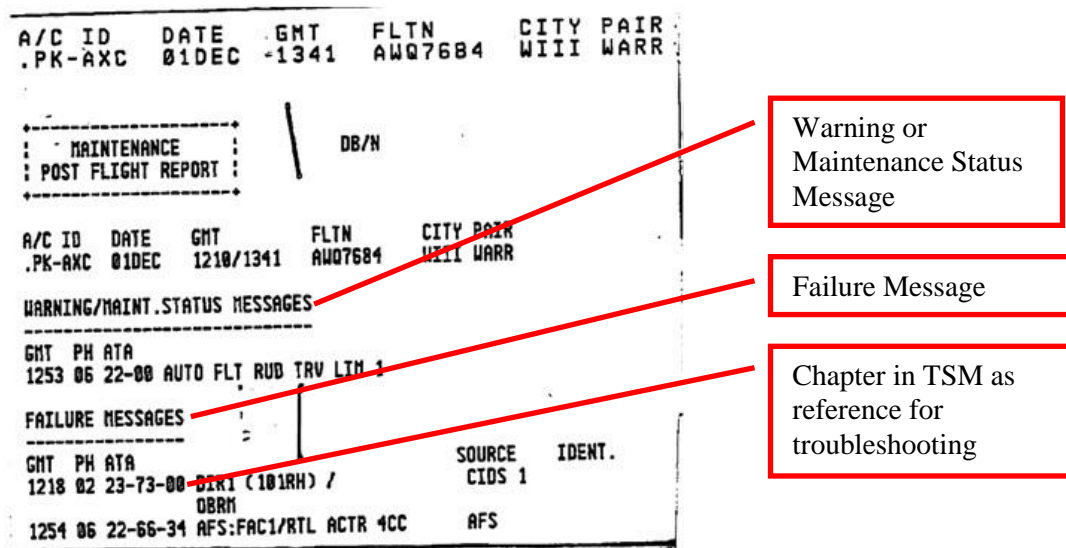 A/C ID DATE GMT FLTN CITY PAIR
.PK-AXC 01DEC 1341 AWQ7684 WIII WARR
MAINTENANCE
POST FLIGHT REPORT
DB/N
A/C ID DATE GMT FLTN CITY PAIR
.PK-AXC 01DEC 1210/1341 AWQ7684 WIII WARR
WARNING/MAINT.STATUS MESSAGES
GMT PH ATA
1253 06 22-00 AUTO FLT RUD TRV LIM 1
FAILURE MESSAGES
GMT PH ATA SOURCE IDENT.
1218 02 23-73-00 DIR1 (101RH) / CIDS 1
OBRM
1254 06 22-66-34 AFS:FAC1/RTL ACTR 4CC AFS
Warning or
Maintenance Status
Message
Failure Message
Chapter in TSM as
reference for
troubleshooting